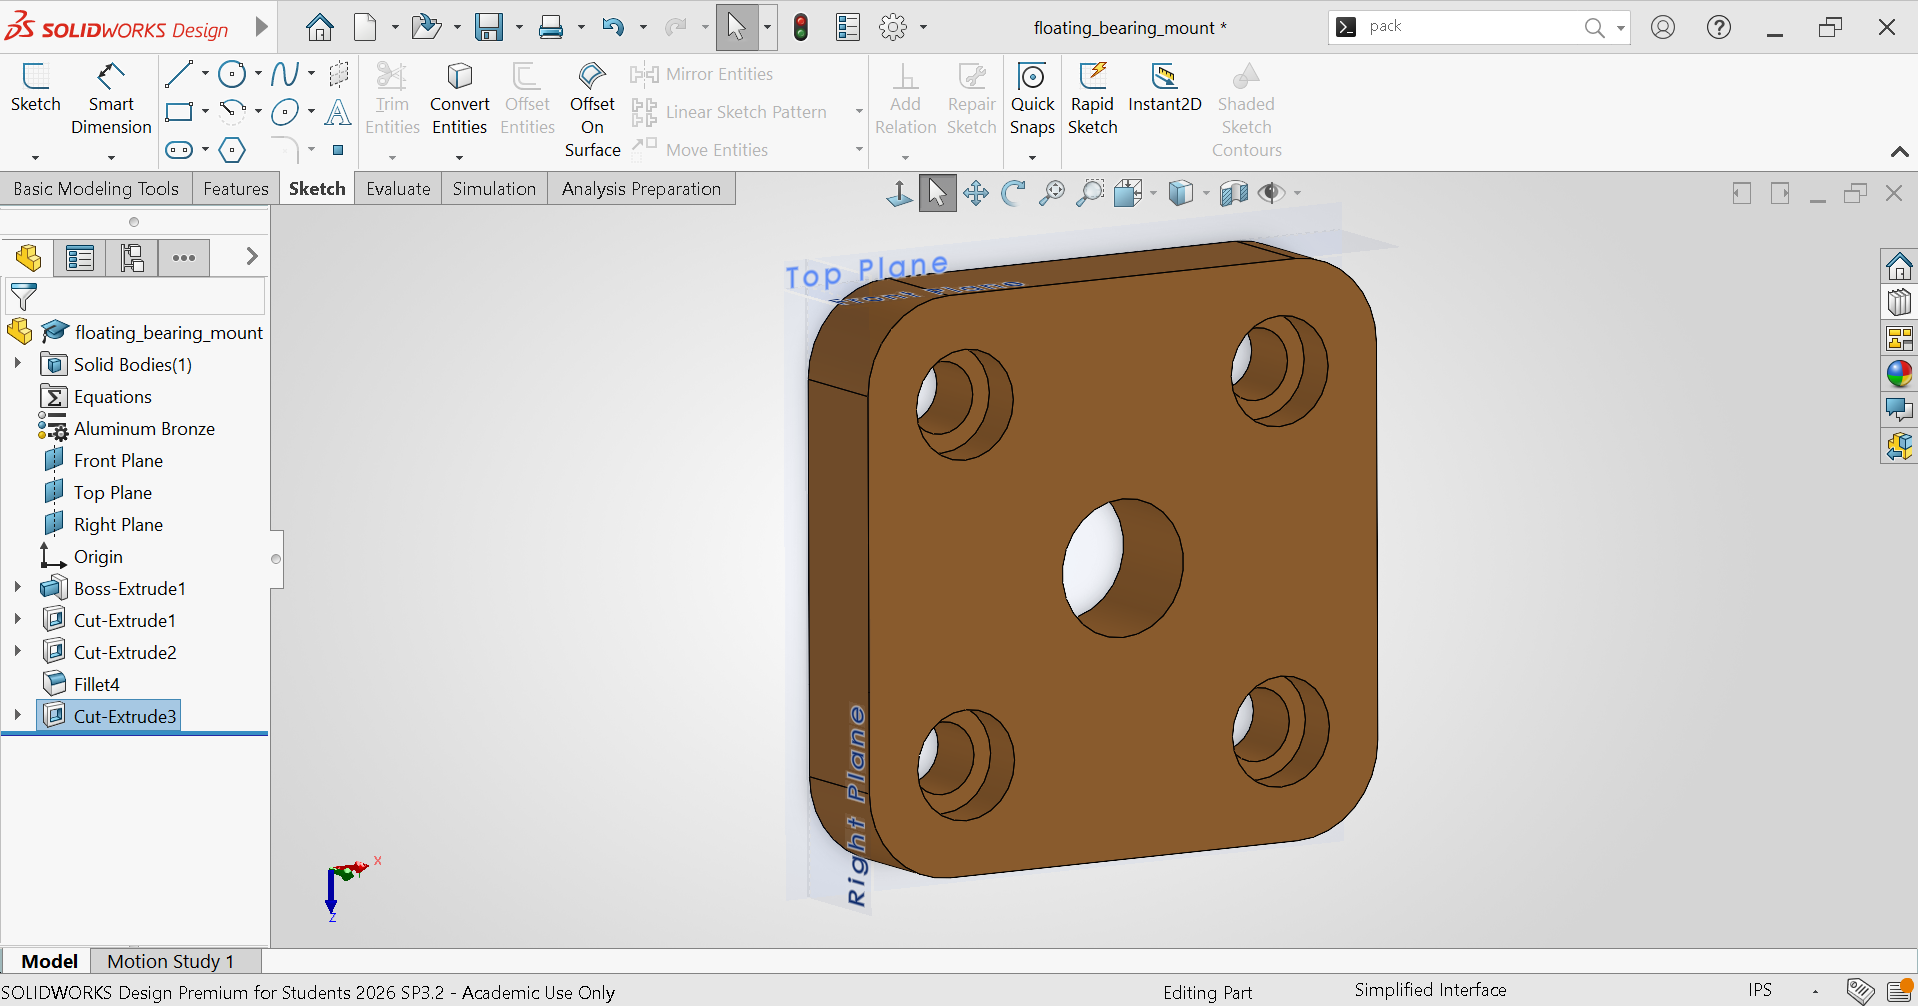 SOLIDWORKS Design
floating_bearing_mount *
pack
Sketch
Smart Dimension
Trim Entities
Convert Entities
Offset Entities
Offset On Surface
Mirror Entities
Linear Sketch Pattern
Move Entities
Add Relation
Repair Sketch
Quick Snaps
Rapid Sketch
Instant2D
Shaded Sketch Contours
Basic Modeling Tools
Features
Sketch
Evaluate
Simulation
Analysis Preparation
floating_bearing_mount
Solid Bodies(1)
Equations
Aluminum Bronze
Front Plane
Top Plane
Right Plane
Origin
Boss-Extrude1
Cut-Extrude1
Cut-Extrude2
Fillet4
Cut-Extrude3
Top Plane
Right Plane
X
Z
Model
Motion Study 1
SOLIDWORKS Design Premium for Students 2026 SP3.2 - Academic Use Only
Editing Part
Simplified Interface
IPS